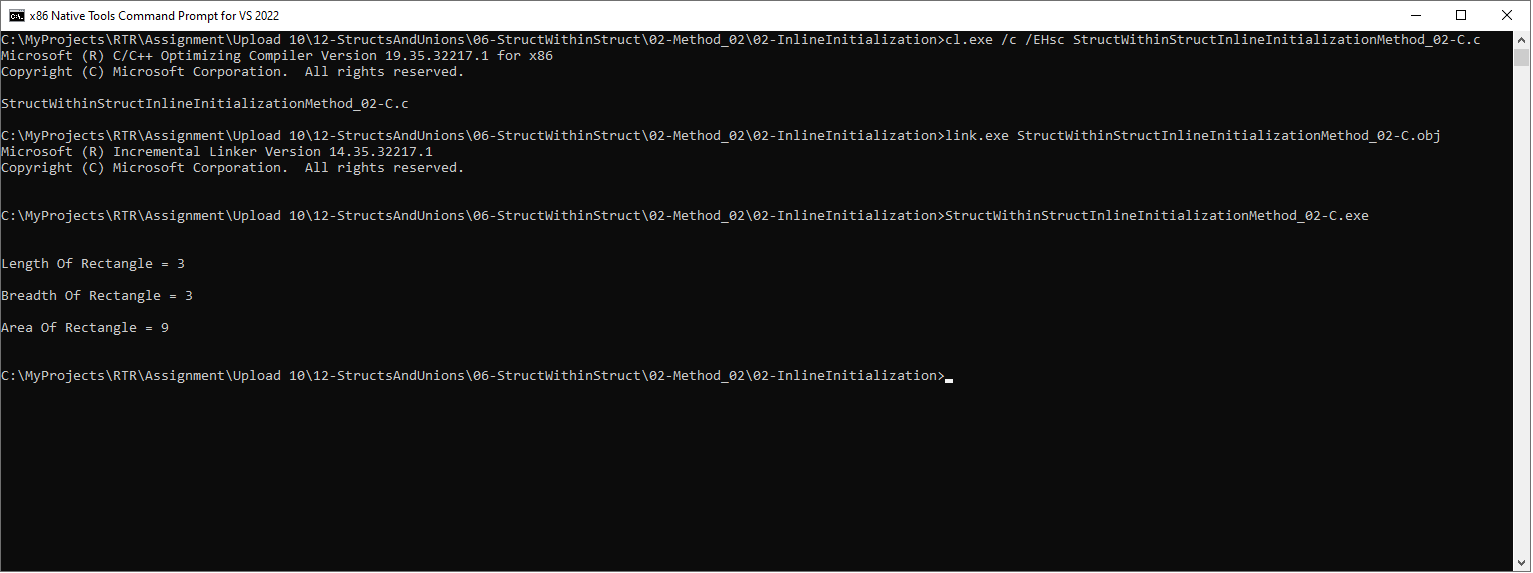 x86 Native Tools Command Prompt for VS 2022
C:\MyProjects\RTR\Assignment\Upload 10\12-StructsAndUnions\06-StructWithinStruct\02-Method_02\02-InlineInitialization>cl.exe /c /EHsc StructWithinStructInlineInitializationMethod_02-C.c
Microsoft (R) C/C++ Optimizing Compiler Version 19.35.32217.1 for x86
Copyright (C) Microsoft Corporation.  All rights reserved.
StructWithinStructInlineInitializationMethod_02-C.c
C:\MyProjects\RTR\Assignment\Upload 10\12-StructsAndUnions\06-StructWithinStruct\02-Method_02\02-InlineInitialization>link.exe StructWithinStructInlineInitializationMethod_02-C.obj
Microsoft (R) Incremental Linker Version 14.35.32217.1
Copyright (C) Microsoft Corporation.  All rights reserved.
C:\MyProjects\RTR\Assignment\Upload 10\12-StructsAndUnions\06-StructWithinStruct\02-Method_02\02-InlineInitialization>StructWithinStructInlineInitializationMethod_02-C.exe
Length Of Rectangle = 3
Breadth Of Rectangle = 3
Area Of Rectangle = 9
C:\MyProjects\RTR\Assignment\Upload 10\12-StructsAndUnions\06-StructWithinStruct\02-Method_02\02-InlineInitialization>